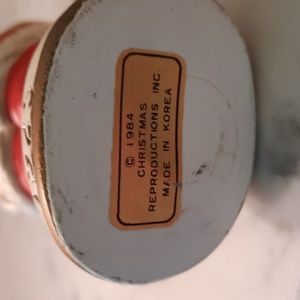 © 1984
CHRISTMAS
REPRODUCTIONS INC.
MADE IN KOREA